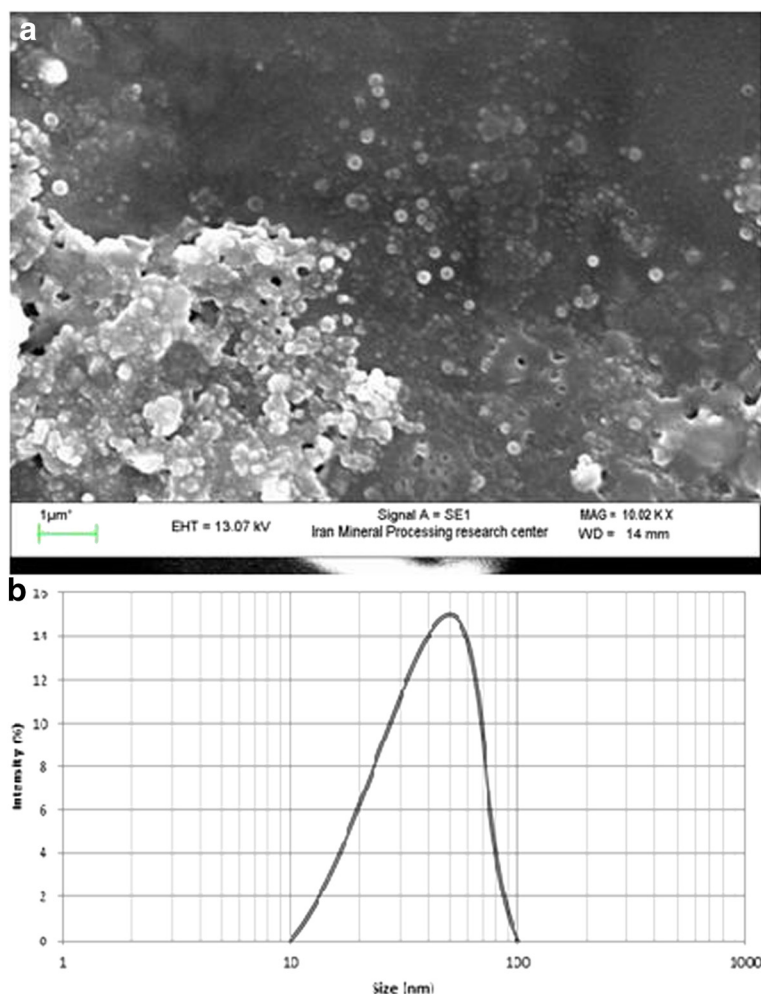 a
1µm*
EHT = 13.07 kV
Signal A = SE1
Iran Mineral Processing research center
MAG = 10.02 K X
WD = 14 mm
b
16
14
12
10
8
6
4
2
0
Intensity (%)
1 10 100 1000
Size (nm)